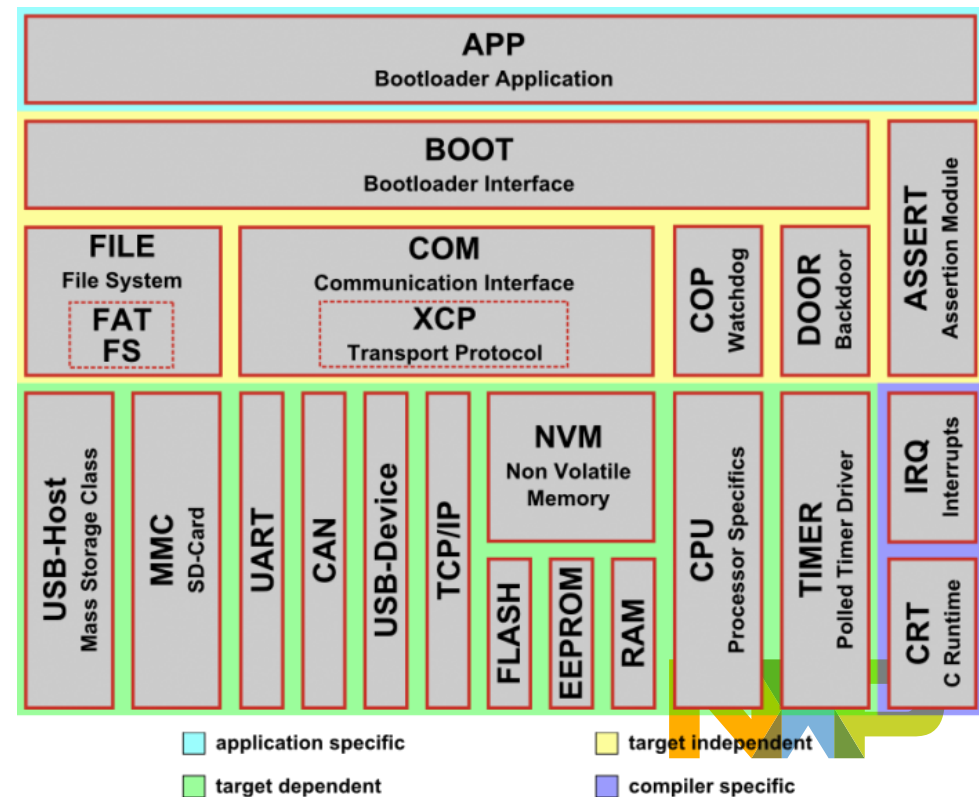 APP
Bootloader Application
BOOT
Bootloader Interface
ASSERT
Assertion Module
FILE
File System
FAT
FS
COM
Communication Interface
XCP
Transport Protocol
COP
Watchdog
DOOR
Backdoor
USB-Host
Mass Storage Class
MMC
SD-Card
UART
CAN
USB-Device
TCP/IP
NVM
Non Volatile
Memory
FLASH
EEPROM
RAM
CPU
Processor Specifics
TIMER
Polled Timer Driver
IRQ
Interrupts
CRT
C Runtime
NXP
application specific
target independent
target dependent
compiler specific